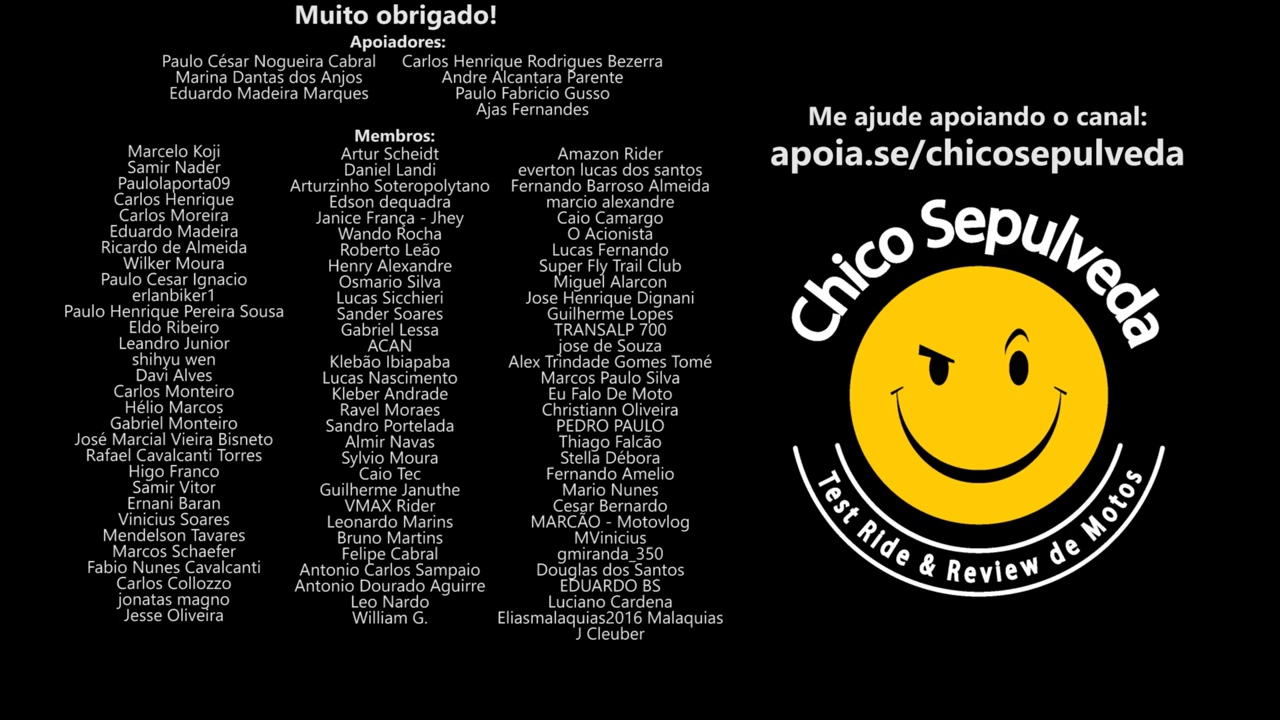 Muito obrigado!
Apoiadores:
Paulo César Nogueira Cabral
Marina Dantas dos Anjos
Eduardo Madeira Marques
Carlos Henrique Rodrigues Bezerra
Andre Alcantara Parente
Paulo Fabricio Gusso
Ajas Fernandes
Membros:
Marcelo Koji
Samir Nader
Paulolaporta09
Carlos Henrique
Carlos Moreira
Eduardo Madeira
Ricardo de Almeida
Wilker Moura
Paulo Cesar Ignacio
erlanbiker1
Paulo Henrique Pereira Sousa
Eldo Ribeiro
Leandro Junior
shihyu wen
Davi Alves
Carlos Monteiro
Hélio Marcos
Gabriel Monteiro
José Marcial Vieira Bisneto
Rafael Cavalcanti Torres
Higo Franco
Samir Vitor
Ernani Baran
Vinicius Soares
Mendelson Tavares
Marcos Schaefer
Fabio Nunes Cavalcanti
Carlos Collozzo
jonatas magno
Jesse Oliveira
Artur Scheidt
Daniel Landi
Arturzinho Soteropolytano
Edson dequadra
Janice França - Jhey
Wando Rocha
Roberto Leão
Henry Alexandre
Osmario Silva
Lucas Sicchieri
Sander Soares
Gabriel Lessa
ACAN
Klebão Ibiapaba
Lucas Nascimento
Kleber Andrade
Ravel Moraes
Sandro Portelada
Almir Navas
Sylvio Moura
Caio Tec
Guilherme Januthe
VMAX Rider
Leonardo Marins
Bruno Martins
Felipe Cabral
Antonio Carlos Sampaio
Antonio Dourado Aguirre
Leo Nardo
William G.
Amazon Rider
everton lucas dos santos
Fernando Barroso Almeida
marcio alexandre
Caio Camargo
O Acionista
Lucas Fernando
Super Fly Trail Club
Miguel Alarcon
Jose Henrique Dignani
Guilherme Lopes
TRANSALP 700
jose de Souza
Alex Trindade Gomes Tomé
Marcos Paulo Silva
Eu Falo De Moto
Christiann Oliveira
PEDRO PAULO
Thiago Falcão
Stella Débora
Fernando Amelio
Mario Nunes
Cesar Bernardo
MARCÃO - Motovlog
MVinicius
gmiranda_350
Douglas dos Santos
EDUARDO BS
Luciano Cardena
Eliasmalaquias2016 Malaquias
J Cleuber
Me ajude apoiando o canal:
apoia.se/chicosepulveda
Chico Sepulveda
Test Ride & Review de Motos